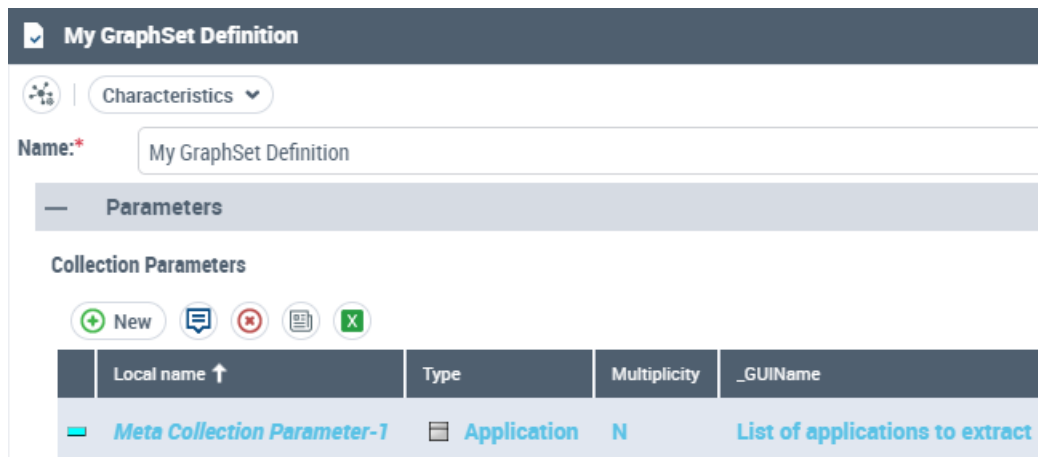 My GraphSet Definition
Characteristics
Name:* My GraphSet Definition
Parameters
Collection Parameters
New
Local name Type Multiplicity _GUIName
Meta Collection Parameter-1 Application N List of applications to extract